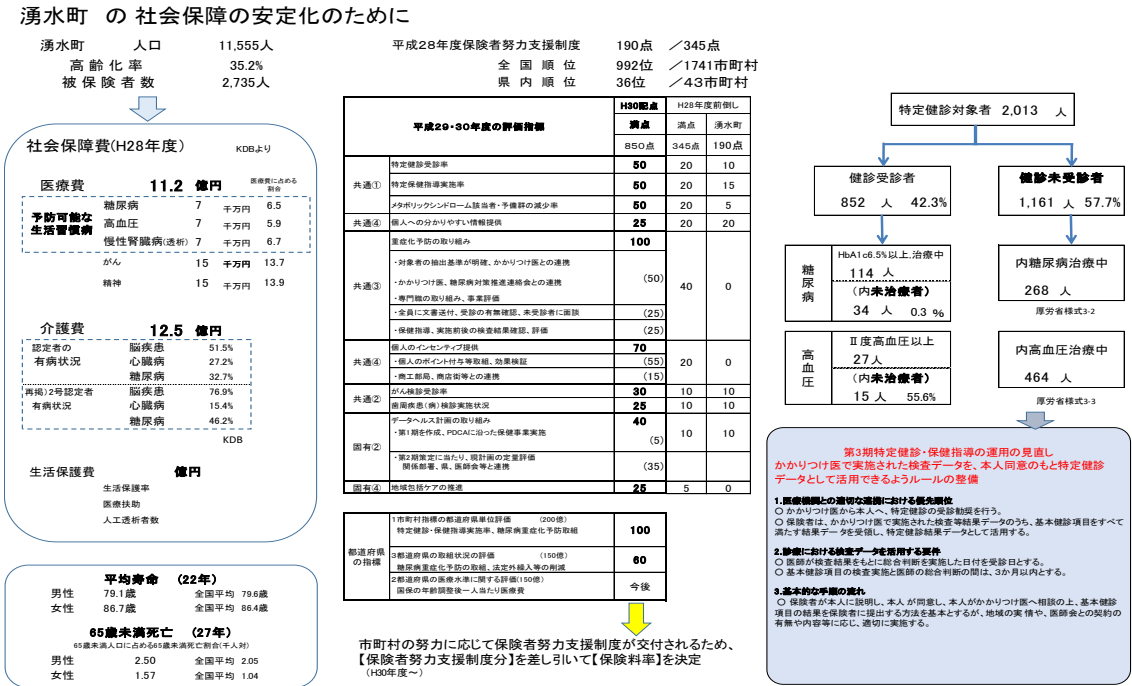 湧水町 の 社会保障の安定化のために
湧水町 人口 11,555人
高齢化率 35.2%
被保険者数 2,735人
社会保障費(H28年度) KDBより
医療費 11.2 億円 医療費に占める割合
予防可能な生活習慣病
糖尿病 7 千万円 6.5
高血圧 7 千万円 5.9
慢性腎臓病(透析) 7 千万円 6.7
がん 15 千万円 13.7
精神 15 千万円 13.9
介護費 12.5 億円
認定者の有病状況
脳疾患 51.5%
心臓病 27.2%
糖尿病 32.7%
再掲)2号認定者有病状況
脳疾患 76.9%
心臓病 15.4%
糖尿病 46.2%
KDB
生活保護費 億円
生活保護率
医療扶助
人工透析者数
平均寿命 (22年)
男性 79.1歳 全国平均 79.6歳
女性 86.7歳 全国平均 86.4歳
65歳未満死亡 (27年)
65歳未満人口に占める65歳未満死亡割合(千人対)
男性 2.50 全国平均 2.05
女性 1.57 全国平均 1.04
平成28年度保険者努力支援制度 190点 /345点
全国順位 992位 /1741市町村
県内順位 36位 /43市町村
平成29・30年度の評価指標 H30配点 H28年度前倒し
満点 満点 湧水町
850点 345点 190点
共通① 特定健診受診率 50 20 10
特定保健指導実施率 50 20 15
メタボリックシンドローム該当者・予備群の減少率 50 20 5
共通④ 個人への分かりやすい情報提供 25 20 20
共通③ 重症化予防の取り組み 100 40 0
・対象者の抽出基準が明確、かかりつけ医との連携
・かかりつけ医、糖尿病対策推進連絡会との連携 (50)
・専門職の取り組み、事業評価
・全員に文書送付、受診の有無確認、未受診者に面談 (25)
・保健指導、実施前後の検査結果確認、評価 (25)
共通④ 個人のインセンティブ提供 70 20 0
・個人のポイント付与等取組、効果検証 (55)
・商工部局、商店街等との連携 (15)
共通② がん検診受診率 30 10 10
歯周疾患(病)検診実施状況 25 10 10
固有② データヘルス計画の取り組み 40 10 10
・第1期を作成、PDCAに沿った保健事業実施 (5)
・第2期策定に当たり、現計画の定量評価
関係部署、県、医師会等と連携 (35)
固有④ 地域包括ケアの推進 25 5 0
都道府県の指標
1市町村指標の都道府県単位評価 (200億)
特定健診・保健指導実施率、糖尿病重症化予防取組 100
3都道府県の取組状況の評価 (150億)
糖尿病重症化予防の取組、法定外繰入等の削減 60
2都道府県の医療水準に関する評価(150億)
国保の年齢調整後一人当たり医療費 今後
市町村の努力に応じて保険者努力支援制度が交付されるため、
【保険者努力支援制度分】を差し引いて【保険料率】を決定
(H30年度~)
特定健診対象者 2,013 人
健診受診者
852 人 42.3%
健診未受診者
1,161 人 57.7%
糖尿病
HbA1c6.5%以上.治療中
114 人
(内未治療者)
34 人 0.3 %
内糖尿病治療中
268 人
厚労省様式3-2
高血圧
Ⅱ度高血圧以上
27人
(内未治療者)
15 人 55.6%
内高血圧治療中
464 人
厚労省様式3-3
第3期特定健診・保健指導の運用の見直し
かかりつけ医で実施された検査データを、本人同意のもと特定健診
データとして活用できるようルールの整備
1.医療機関との適切な連携における優先順位
○ かかりつけ医から本人へ、特定健診の受診勧奨を行う。
○ 保険者は、かかりつけ医で実施された検査等結果データのうち、基本健診項目をすべて
満たす結果データを受領し、特定健診結果データとして活用する。
2.診療における検査データを活用する要件
○ 医師が検査結果をもとに総合判断を実施した日付を受診日とする。
○ 基本健診項目の検査実施と医師の総合判断の間は、3か月以内とする。
3.基本的な手順の流れ
○ 保険者が本人に説明し、本人が同意し、本人がかかりつけ医へ相談の上、基本健診
項目の結果を保険者に提出する方法を基本とするが、地域の実情や、医師会との契約の
有無や内容等に応じ、適切に実施する。